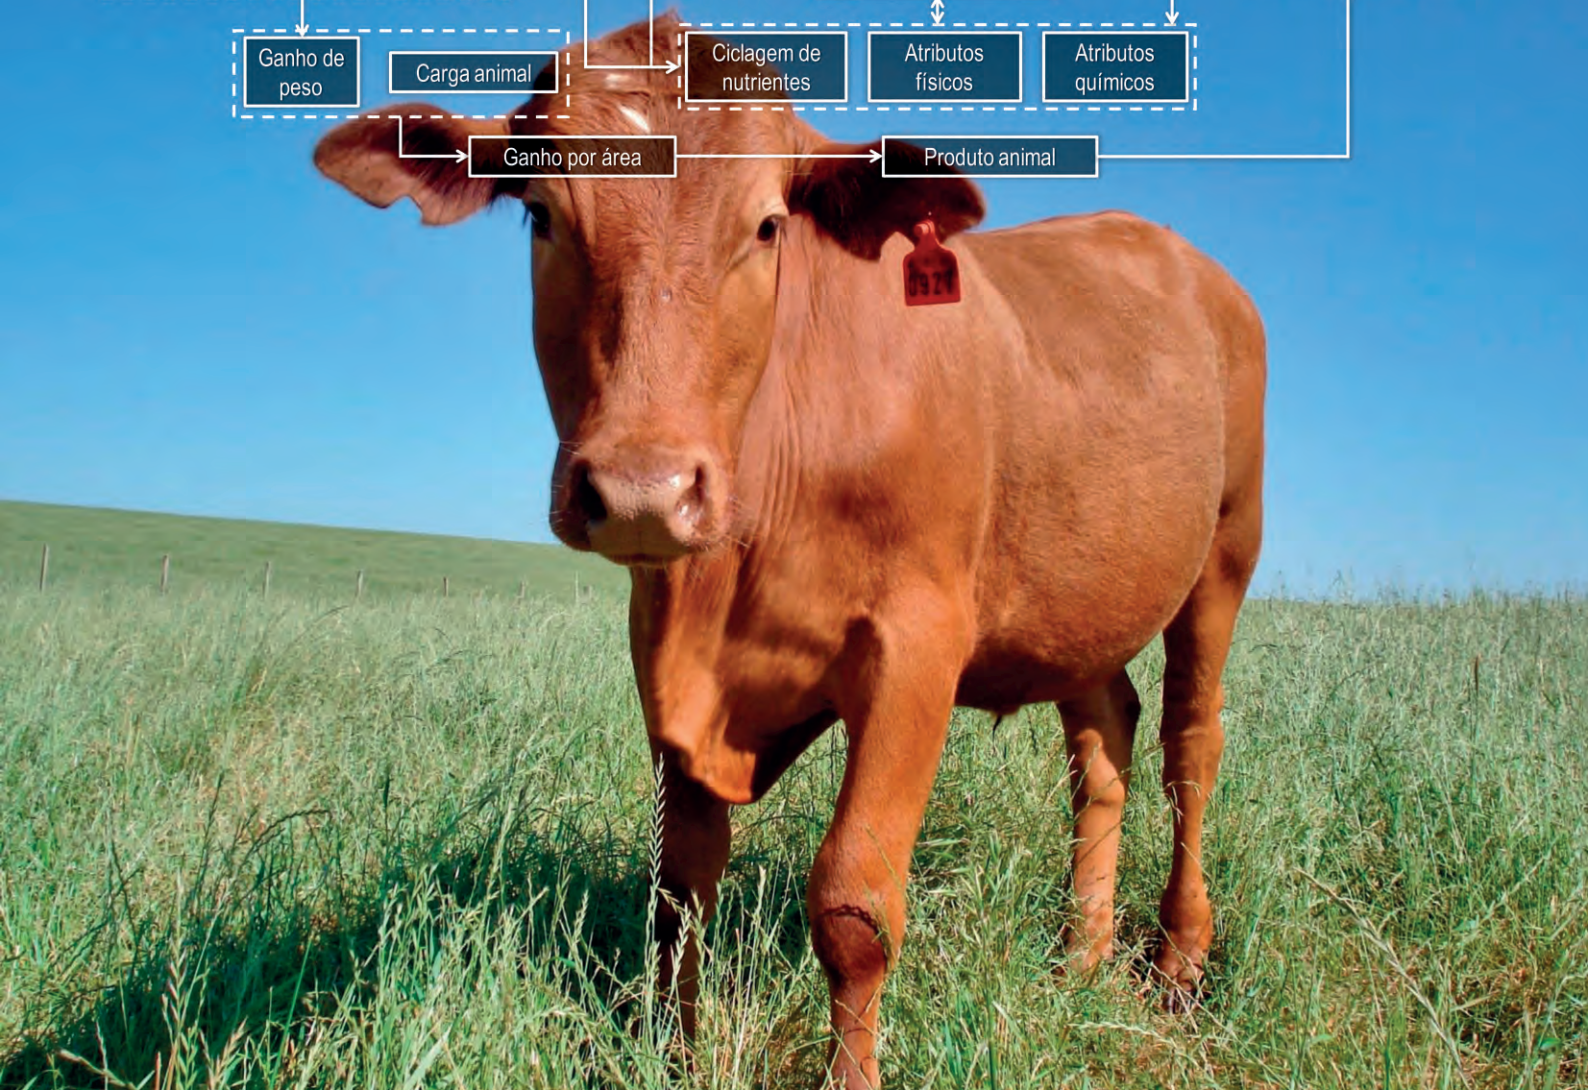 Ganho de
peso
Carga animal
Ciclagem de
nutrientes
Atributos
físicos
Atributos
químicos
Ganho por área
Produto animal